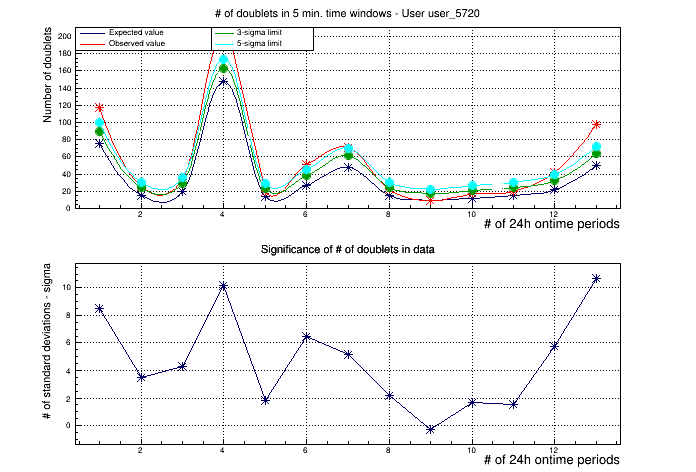 # of doublets in 5 min. time windows - User user_5720
Number of doublets
Expected value
Observed value
3-sigma limit
5-sigma limit
200
180
160
140
120
100
80
60
40
20
0
2 4 6 8 10 12
# of 24h ontime periods
Significance of # of doublets in data
# of standard deviations - sigma
10
8
6
4
2
0
2 4 6 8 10 12
# of 24h ontime periods